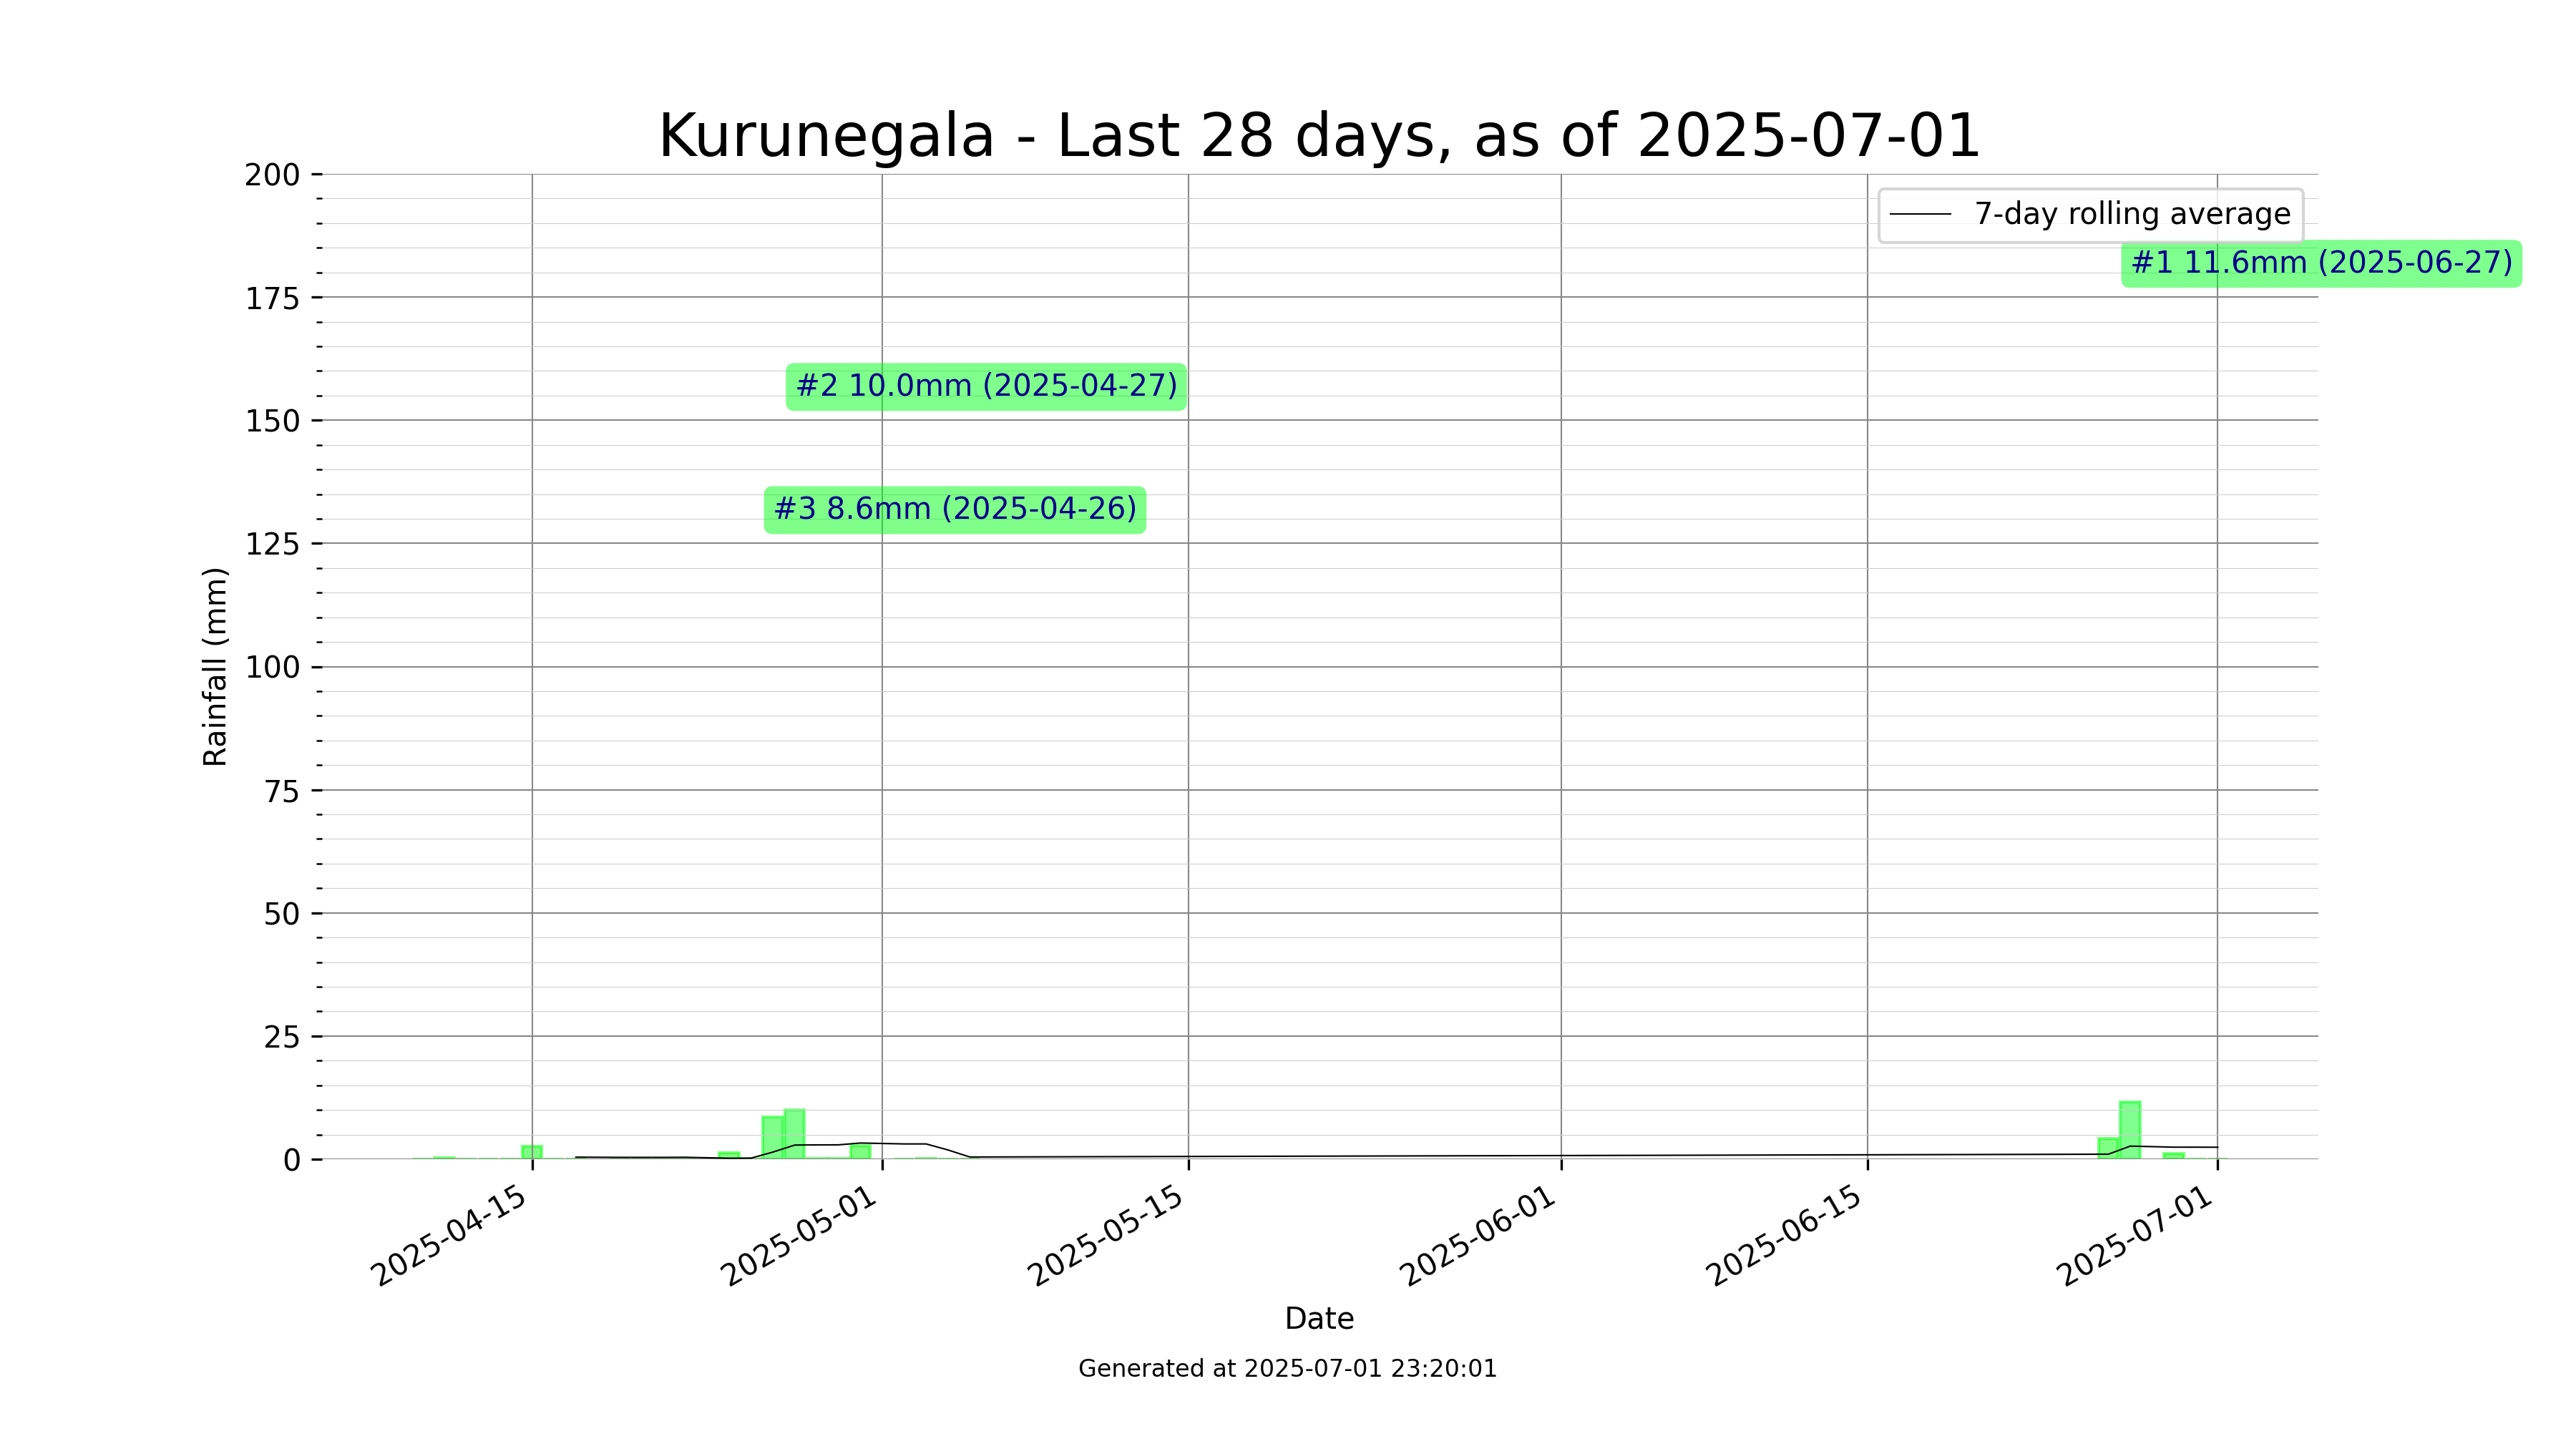 Kurunegala - Last 28 days, as of 2025-07-01
200
175
150
125
100
75
50
25
0
Rainfall (mm)
7-day rolling average
#1 11.6mm (2025-06-27)
#2 10.0mm (2025-04-27)
#3 8.6mm (2025-04-26)
2025-04-15
2025-05-01
2025-05-15
2025-06-01
2025-06-15
2025-07-01
Date
Generated at 2025-07-01 23:20:01